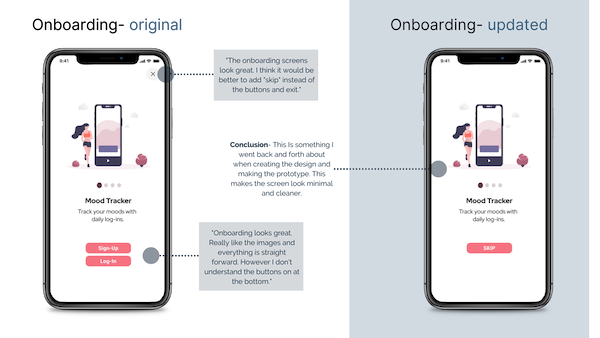 Onboarding- original
Onboarding- updated
9:41
×
"The onboarding screens
look great. I think it would be
better to add "skip" instead of
the buttons and exit."
Mood Tracker
Track your moods with
daily log-ins.
Sign-Up
Log-In
Conclusion- This Is something I
went back and forth about
when creating the design and
making the prototype. This
makes the screen look minimal
and cleaner.
"Onboarding looks great.
Really like the images and
everything is straight
forward. However I don't
understand the buttons on at
the bottom."
9:41
Mood Tracker
Track your moods with
daily log-ins.
SKIP